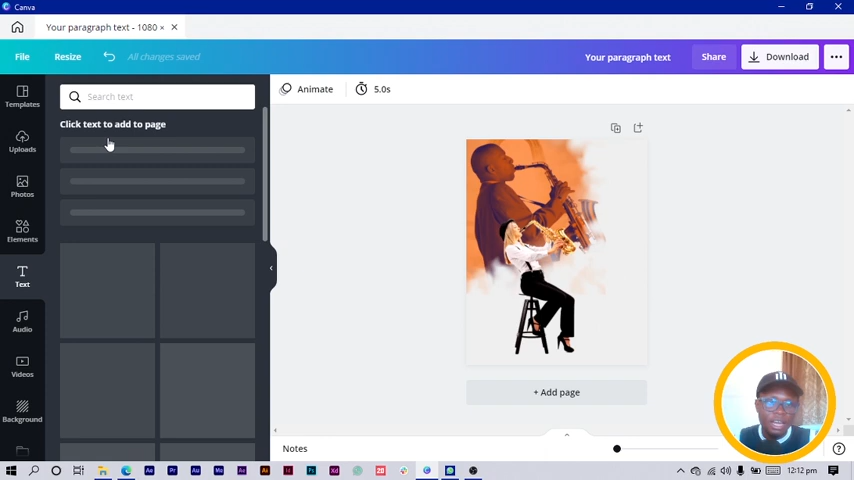 Canva
Your paragraph text - 1080 ×
File
Resize
All changes saved
Your paragraph text
Share
Download
Templates
Uploads
Photos
Elements
Text
Audio
Videos
Background
Search text
Click text to add to page
Animate
5.0s
+ Add page
Notes
12:12 pm